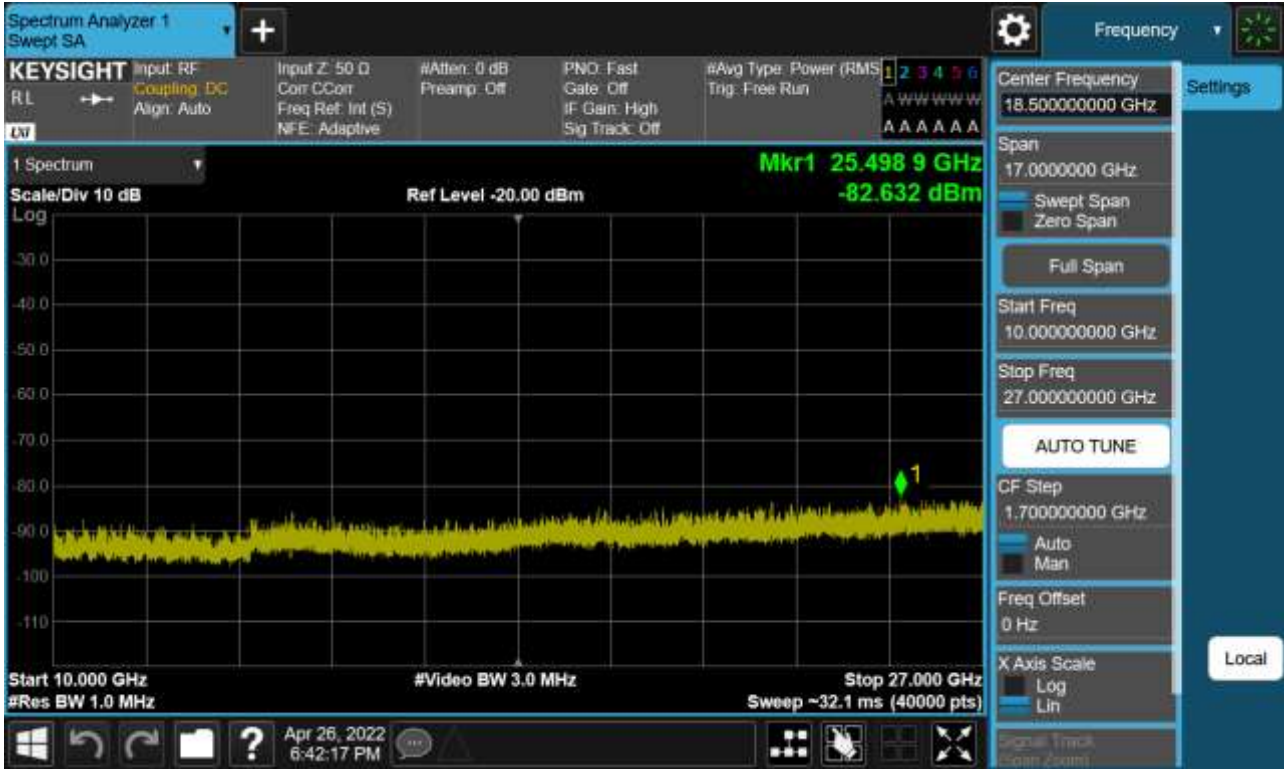 Spectrum Analyzer 1
Swept SA
+
Frequency
KEYSIGHT
RL
LXI
Input: RF
Coupling: DC
Align: Auto
Input Z: 50 Ω
Corr CCorr
Freq Ref: Int (S)
NFE: Adaptive
#Atten: 0 dB
Preamp: Off
PNO: Fast
Gate: Off
IF Gain: High
Sig Track: Off
#Avg Type: Power (RMS
Trig: Free Run
1 2 3 4 5 6
A W W W W W
A A A A A A
1 Spectrum
Scale/Div 10 dB
Log
Ref Level -20.00 dBm
Mkr1 25.498 9 GHz
-82.632 dBm
-30.0
-40.0
-50.0
-60.0
-70.0
-80.0
-90.0
-100
-110
1
Start 10.000 GHz
#Res BW 1.0 MHz
#Video BW 3.0 MHz
Stop 27.000 GHz
Sweep ~32.1 ms (40000 pts)
Center Frequency
18.500000000 GHz
Span
17.0000000 GHz
Swept Span
Zero Span
Full Span
Start Freq
10.000000000 GHz
Stop Freq
27.000000000 GHz
AUTO TUNE
CF Step
1.700000000 GHz
Auto
Man
Freq Offset
0 Hz
X Axis Scale
Log
Lin
Signal Track
(Span Zoom)
Settings
Local
?
Apr 26, 2022
6:42:17 PM